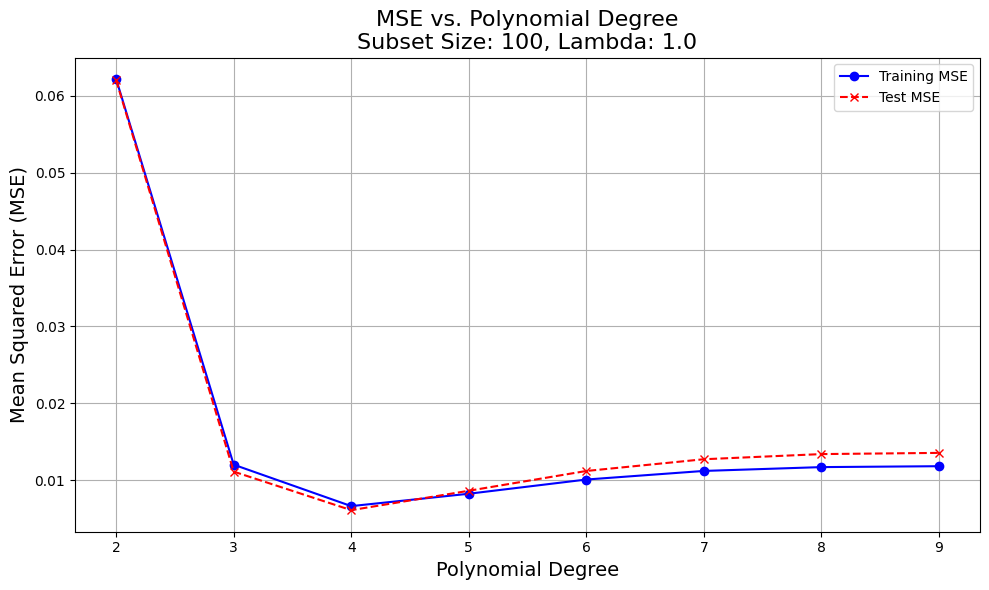 MSE vs. Polynomial Degree
Subset Size: 100, Lambda: 1.0
Training MSE
Test MSE
Mean Squared Error (MSE)
0.06
0.05
0.04
0.03
0.02
0.01
2 3 4 5 6 7 8 9
Polynomial Degree